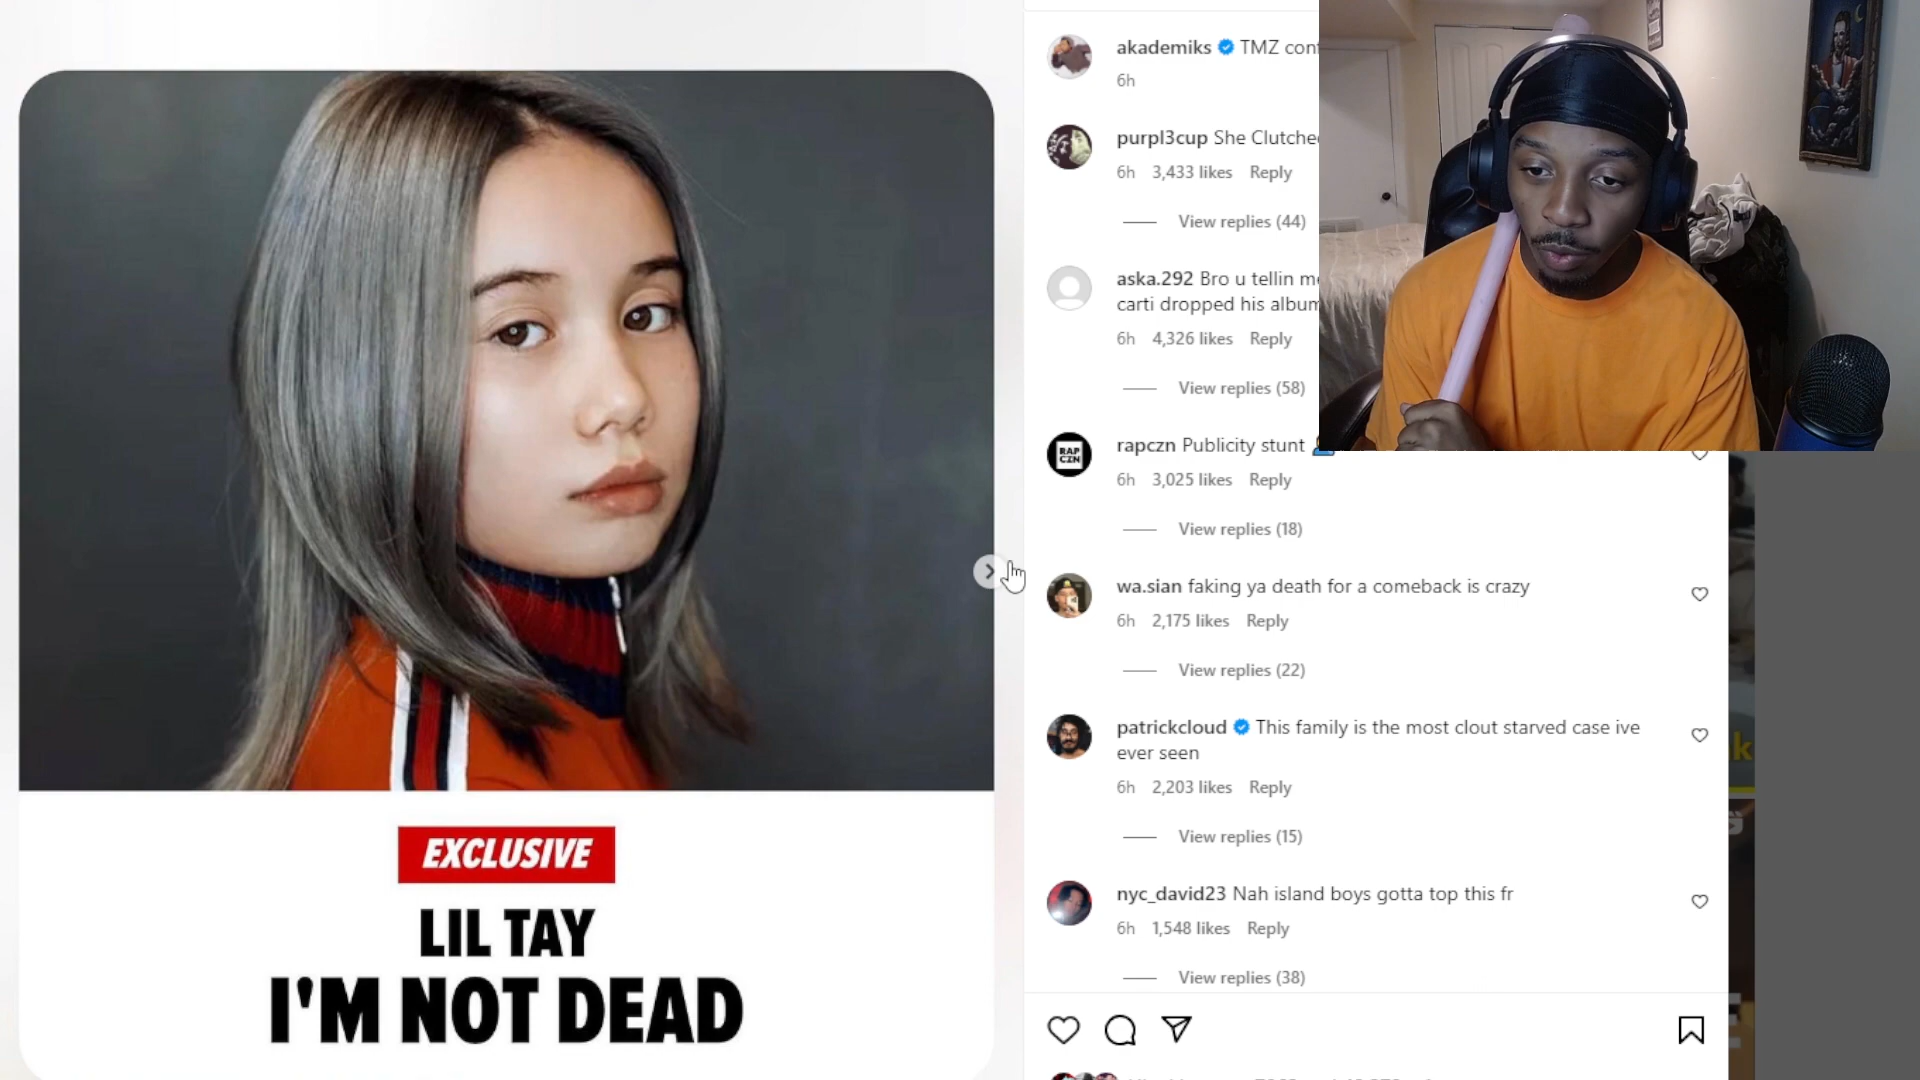 EXCLUSIVE
LIL TAY
I'M NOT DEAD
akademiks TMZ
6h
purpl3cup She
6h 3,433 likes Reply
View replies (44)
aska.292 Bro u tellin
carti dropped his album
6h 4,326 likes Reply
View replies (58)
RAP
CZN
rapczn Publicity stunt
6h 3,025 likes Reply
View replies (18)
wa.sian faking ya death for a comeback is crazy
6h 2,175 likes Reply
View replies (22)
patrickcloud This family is the most clout starved case ive
ever seen
6h 2,203 likes Reply
View replies (15)
nyc_david23 Nah island boys gotta top this fr
6h 1,548 likes Reply
View replies (38)